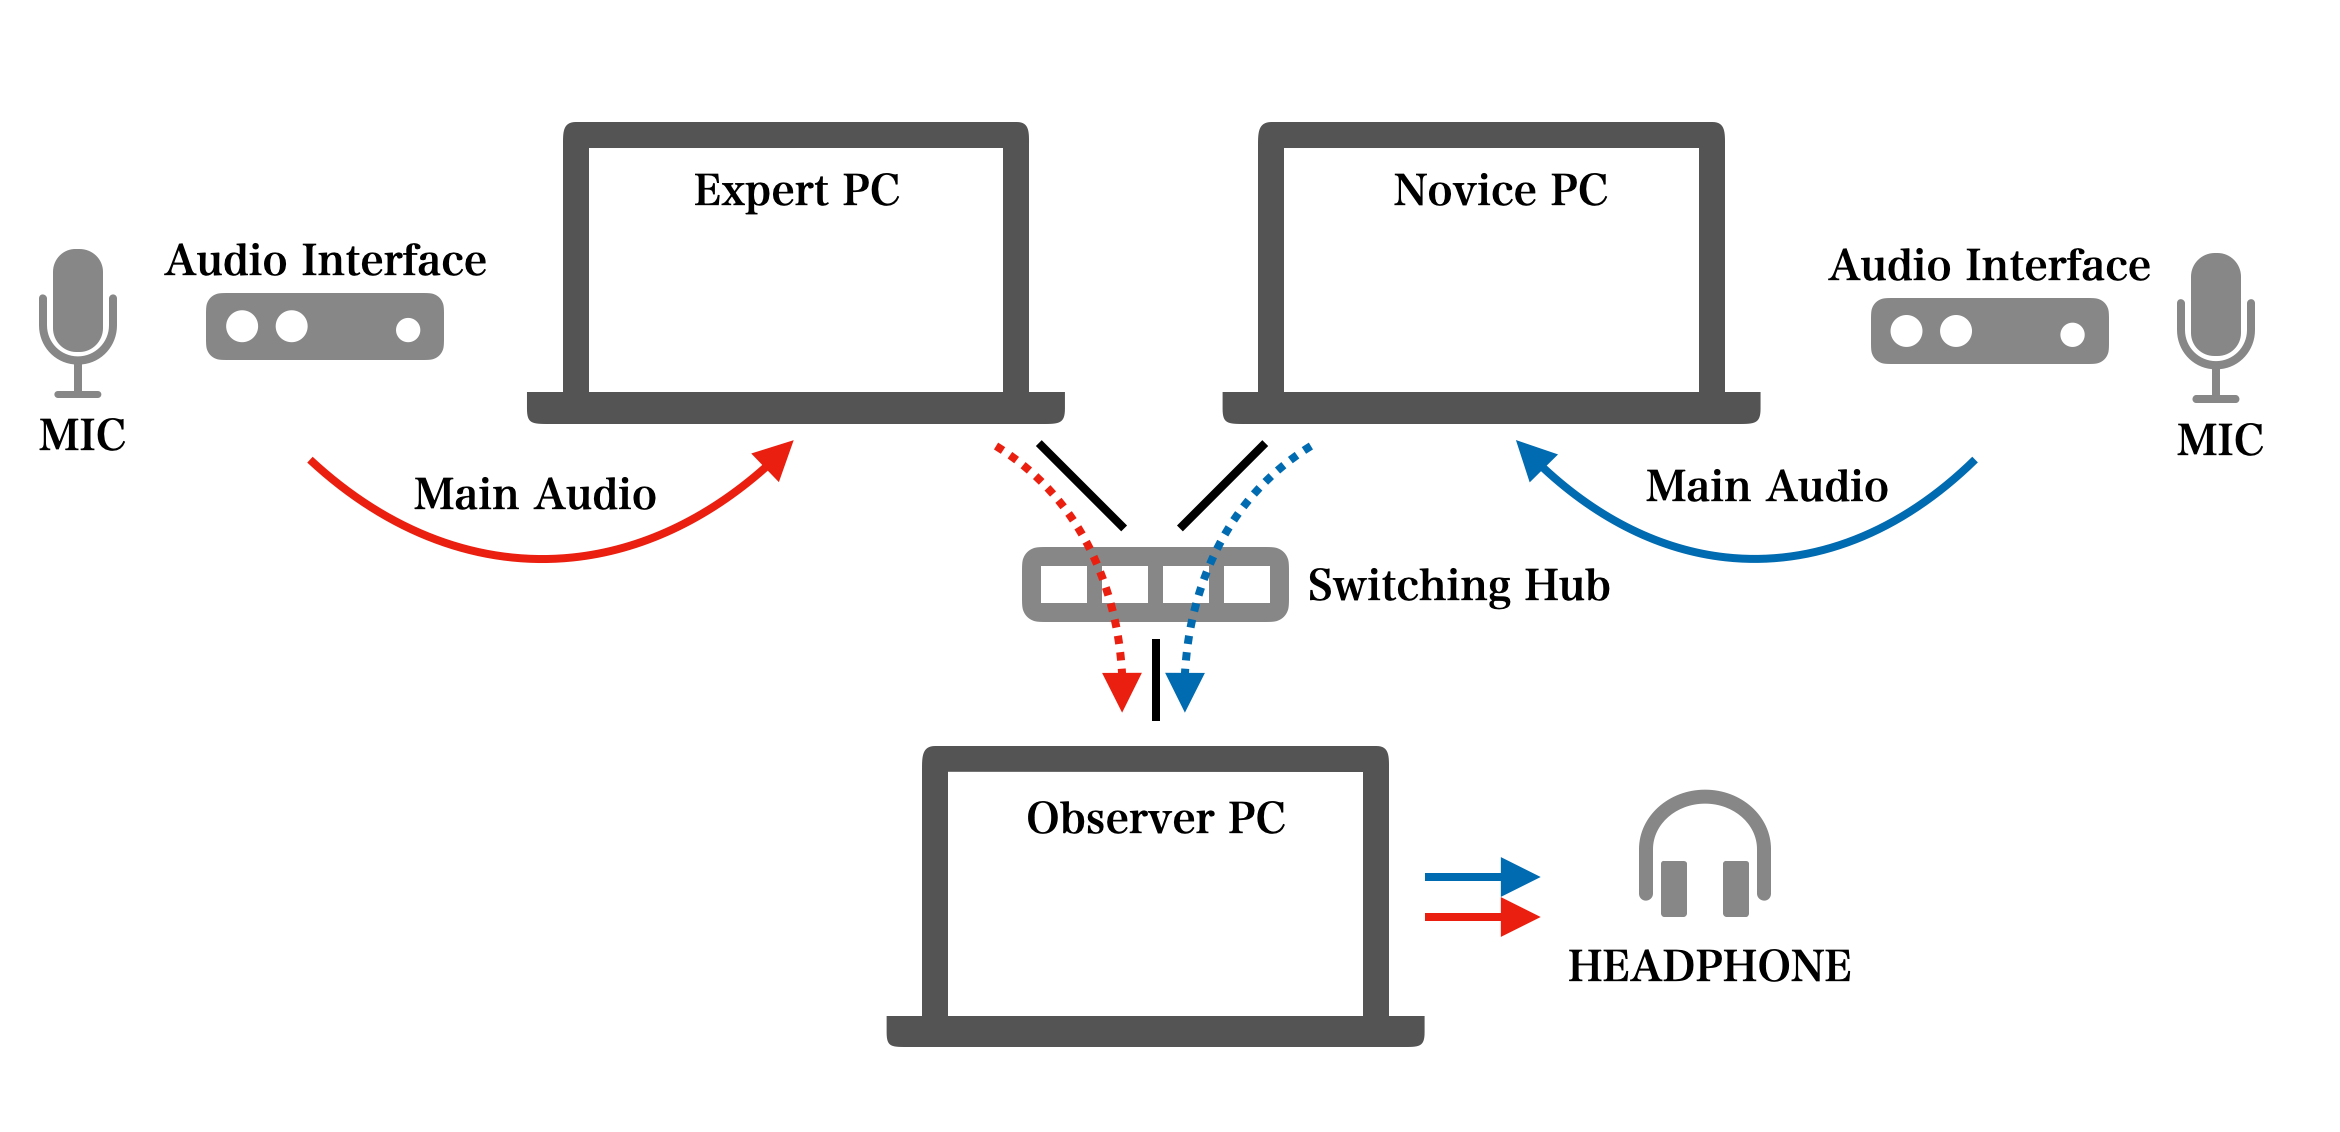 Expert PC
Novice PC
Audio Interface
Audio Interface
MIC
MIC
Main Audio
Main Audio
Switching Hub
Observer PC
HEADPHONE